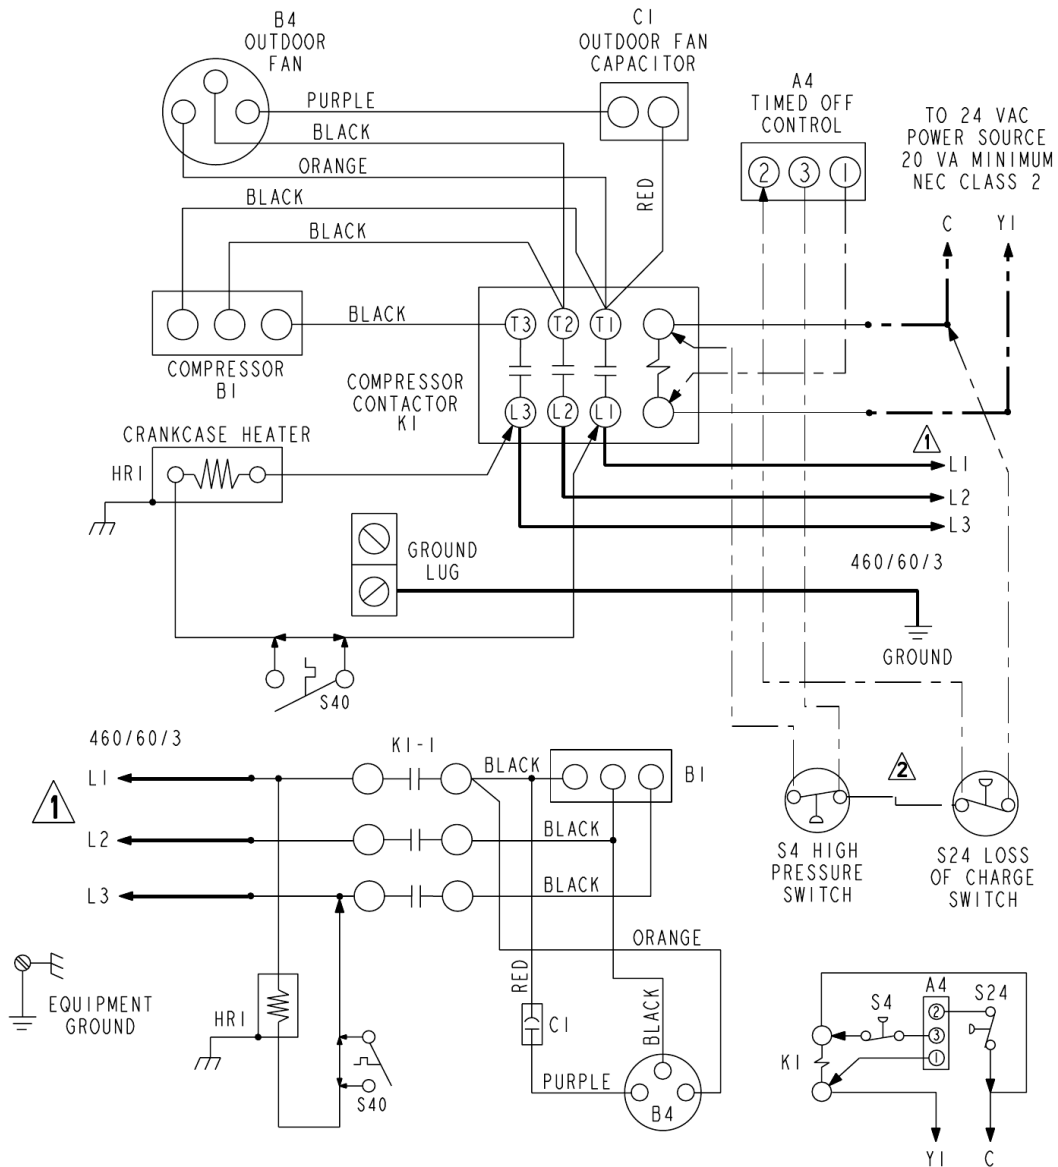 B4
OUTDOOR
FAN
C1
OUTDOOR FAN
CAPACITOR
A4
TIMED OFF
CONTROL
TO 24 VAC
POWER SOURCE
20 VA MINIMUM
NEC CLASS 2
PURPLE
BLACK
ORANGE
RED
2 3 1
C Y1
BLACK
BLACK
BLACK
T3 T2 T1
COMPRESSOR
B1
COMPRESSOR
CONTACTOR
K1
L3 L2 L1
CRANKCASE HEATER
HR1
1
L1
L2
L3
460/60/3
GROUND
LUG
GROUND
S40
460/60/3
K1-1
L1
BLACK
B1
1
L2
BLACK
L3
BLACK
2
S4 HIGH
PRESSURE
SWITCH
S24 LOSS
OF CHARGE
SWITCH
ORANGE
RED
BLACK
EQUIPMENT
GROUND
HR1
C1
S40
PURPLE
B4
A4
S4
S24
2
3
1
K1
Y1 C